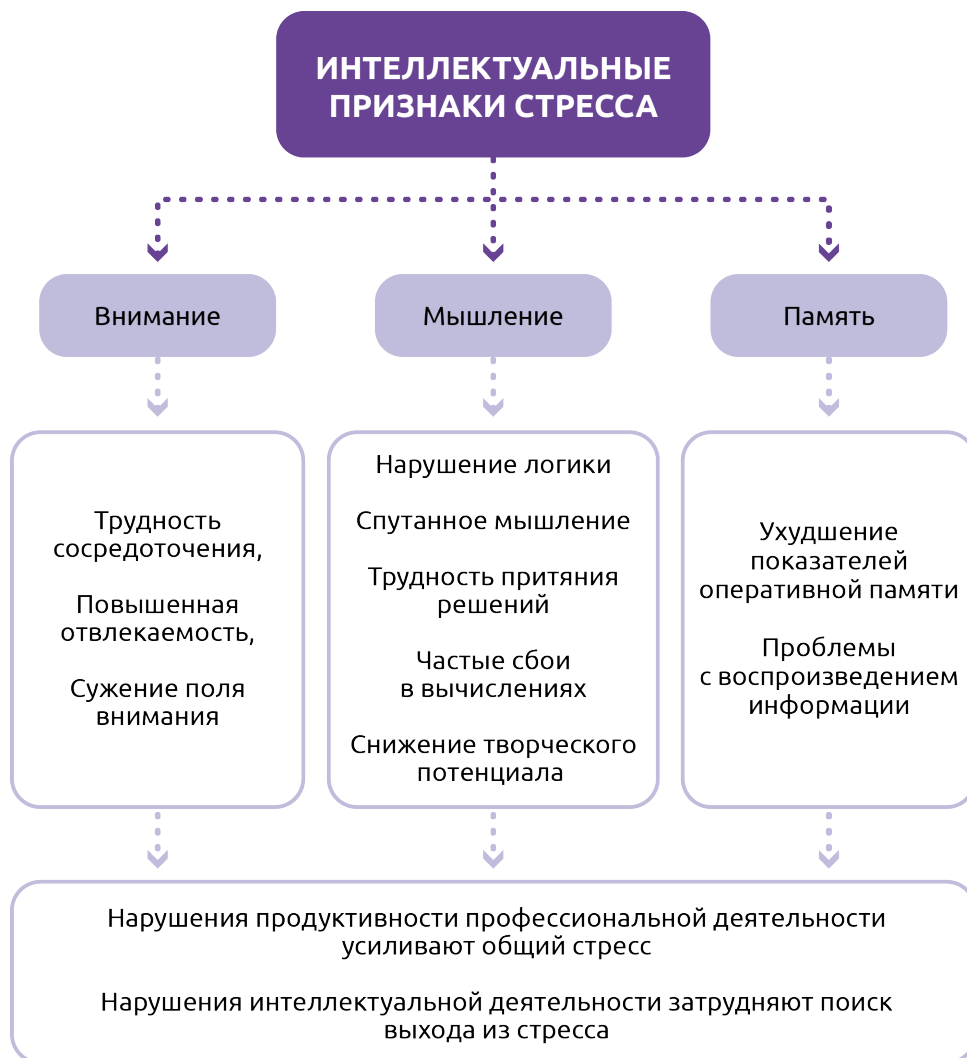 ИНТЕЛЛЕКТУАЛЬНЫЕ
ПРИЗНАКИ СТРЕССА
Внимание
Мышление
Память
Трудность
сосредоточения,
Повышенная
отвлекаемость,
Сужение поля
внимания
Нарушение логики
Спутанное мышление
Трудность притяния
решений
Частые сбои
в вычислениях
Снижение творческого
потенциала
Ухудшение
показателей
оперативной памяти
Проблемы
с воспроизведением
информации
Нарушения продуктивности профессиональной деятельности
усиливают общий стресс
Нарушения интеллектуальной деятельности затрудняют поиск
выхода из стресса